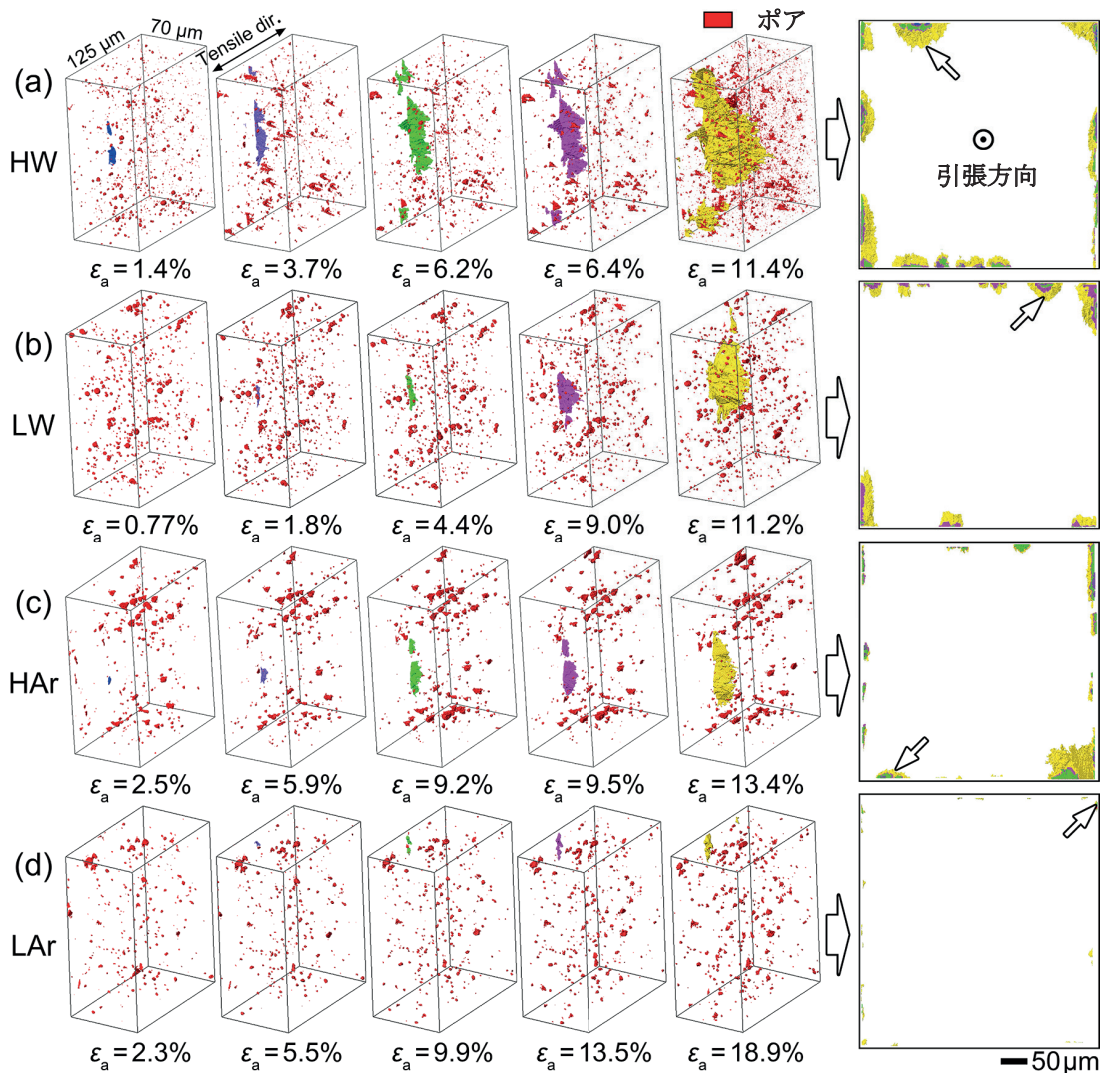 125 μm
70 μm
Tensile dir.
ポア
(a)
HW
引張方向
εa = 1.4%
εa = 3.7%
εa = 6.2%
εa = 6.4%
εa = 11.4%
(b)
LW
εa = 0.77%
εa = 1.8%
εa = 4.4%
εa = 9.0%
εa = 11.2%
(c)
HAr
εa = 2.5%
εa = 5.9%
εa = 9.2%
εa = 9.5%
εa = 13.4%
(d)
LAr
εa = 2.3%
εa = 5.5%
εa = 9.9%
εa = 13.5%
εa = 18.9%
50 μm